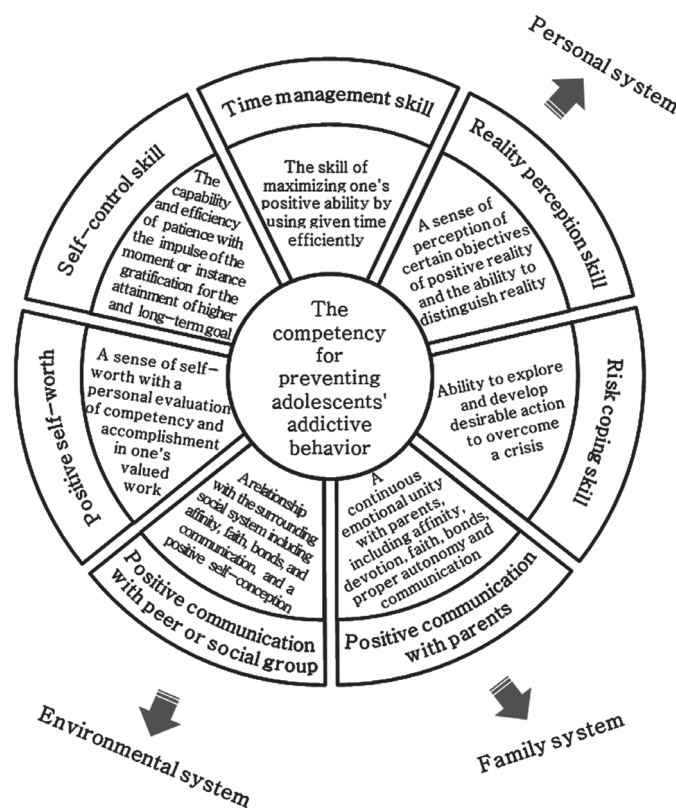 Personal system
Time management skill
The skill of
maximizing one's
positive ability by
using given time
efficiently
Reality perception skill
A sense of
perception of
certain objectives
of positive reality
and the ability to
distinguish reality
Risk coping skill
Ability to explore
and develop
desirable action
to overcome
a crisis
Positive communication
with parents
A
continuous
emotional unity
with parents,
including affinity,
devotion, faith, bonds,
proper autonomy and
communication
Family system
Positive communication
with peer or social group
A relationship
with the surrounding
social system including
affinity, faith, bonds, and
communication, and a
positive self-conception
Environmental system
Positive self-worth
A sense of self-
worth with a
personal evaluation
of competency and
accomplishment
in one's
valued
work
Self-control skill
The
capability
and efficiency
of patience with
the impulse of the
moment or instance
gratification for the
attainment of higher
and long-term goal
The
competency
for
preventing
adolescents'
addictive
behavior